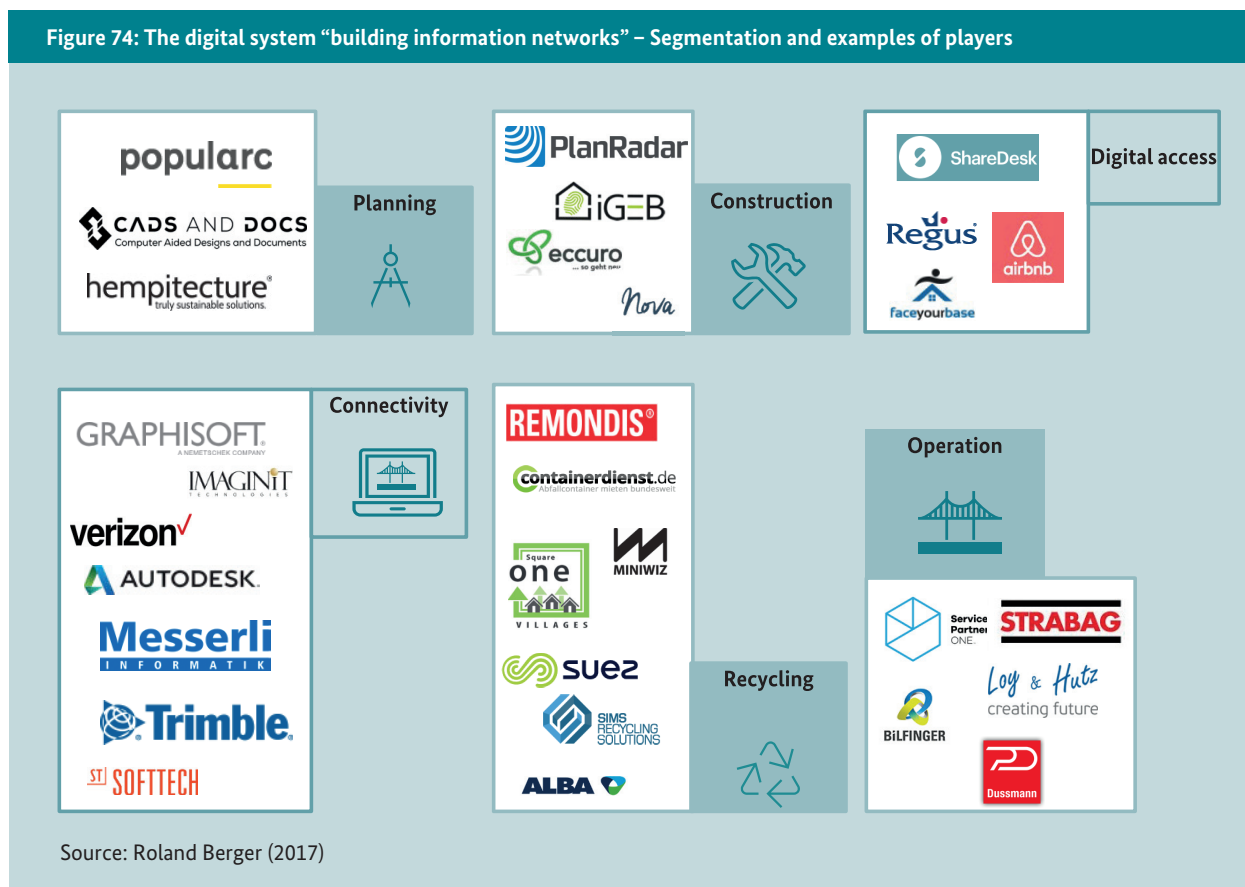 Figure 74: The digital system “building information networks” – Segmentation and examples of players
popularc
CADS AND DOCS
Computer Aided Designs and Documents
hempitecture®
truly sustainable solutions.
Planning
PlanRadar
iGEB
eccuro
... so geht neu
Nova
Construction
ShareDesk
Regus
airbnb
faceyourbase
Digital access
GRAPHISOFT®
A NEMETSCHEK COMPANY
IMAGINiT
TECHNOLOGIES
verizon
AUTODESK.
Messerli
INFORMATIK
Trimble.
ST SOFTTECH
Connectivity
REMONDIS®
containerdienst.de
Abfallcontainer mieten bundesweit
Square
one
VILLAGES
MINIWIZ
suez
SIMS
RECYCLING
SOLUTIONS
ALBA
Recycling
Operation
Service
Partner
ONE.
STRABAG
Loy & Hutz
creating future
BiLFINGER
Dussmann
Source: Roland Berger (2017)